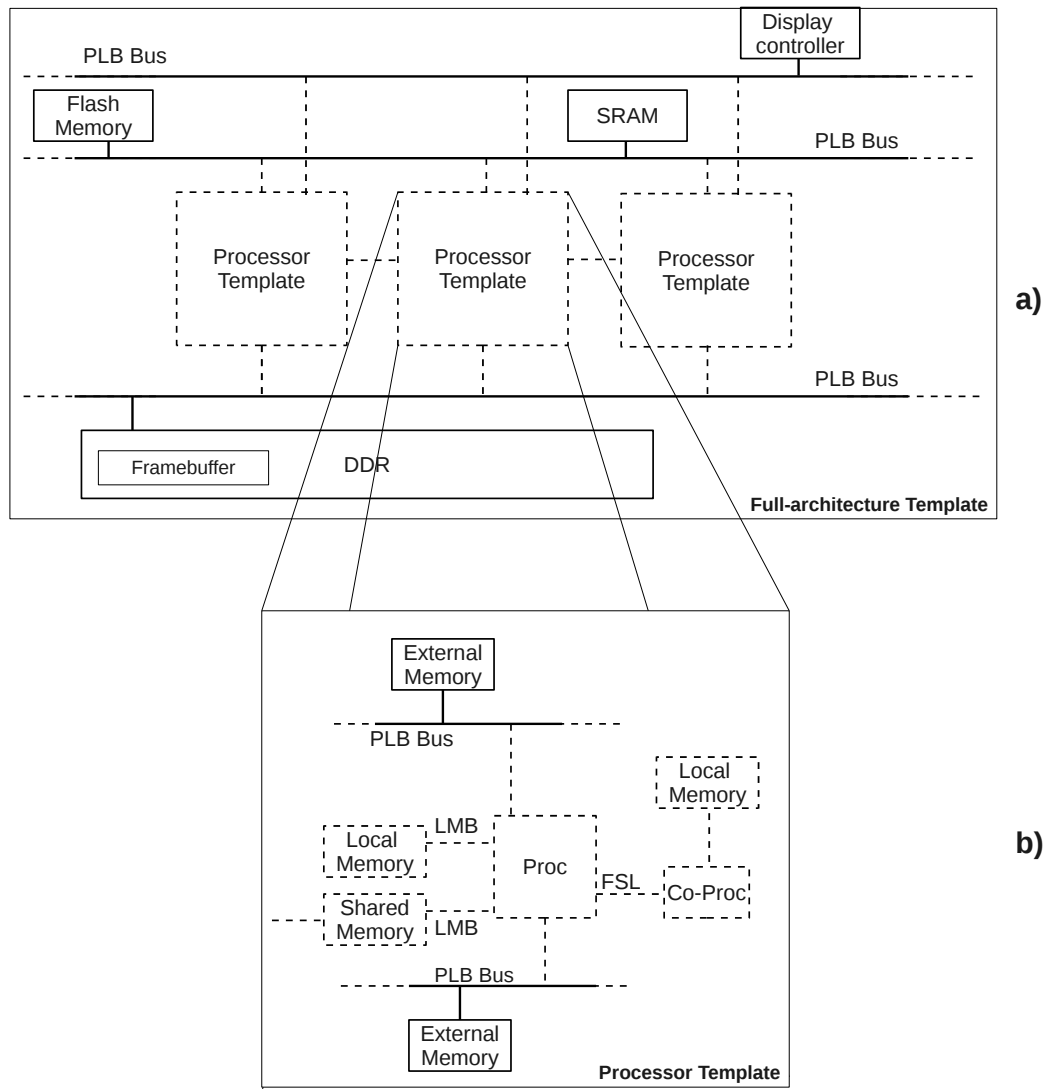 Display
controller
PLB Bus
Flash
Memory
SRAM
PLB Bus
Processor
Template
Processor
Template
Processor
Template
a)
PLB Bus
Framebuffer
DDR
Full-architecture Template
External
Memory
PLB Bus
Local
Memory
LMB
Local
Memory
Proc
b)
FSL
Co-Proc
Shared
Memory
LMB
PLB Bus
External
Memory
Processor Template